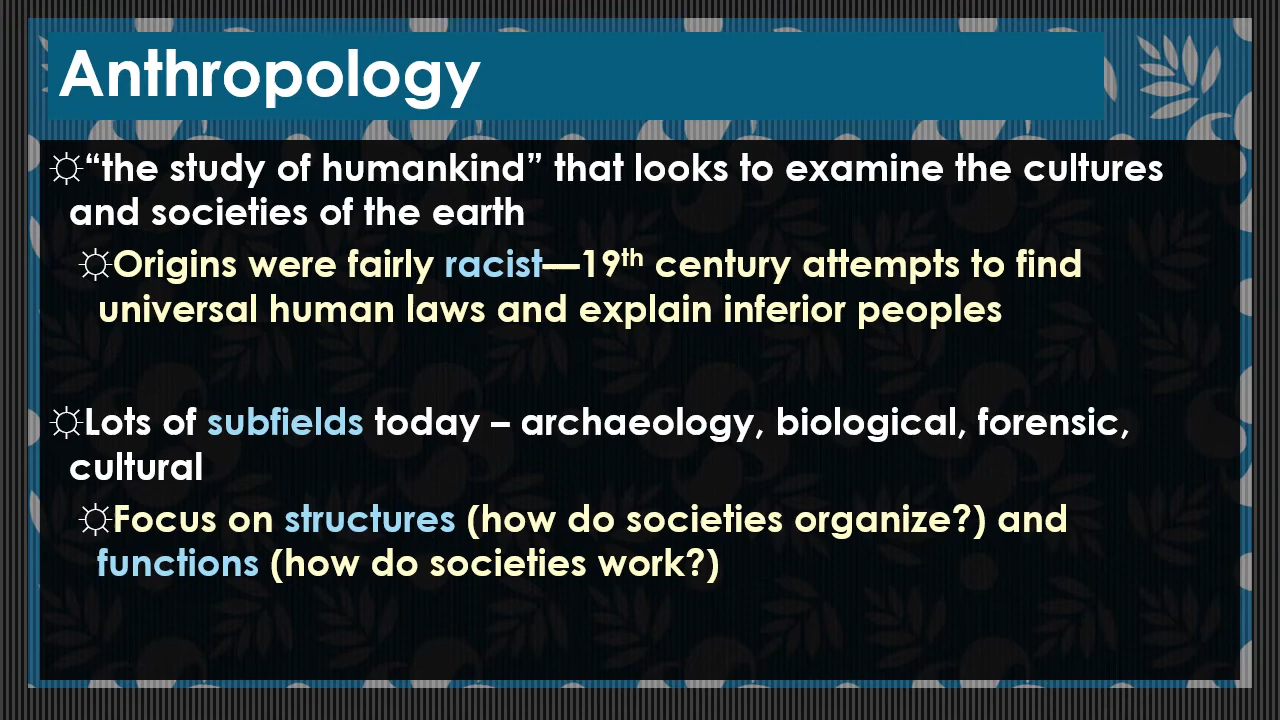 Anthropology
☼“the study of humankind” that looks to examine the cultures
and societies of the earth
☼Origins were fairly racist—19th century attempts to find
universal human laws and explain inferior peoples
☼Lots of subfields today – archaeology, biological, forensic,
cultural
☼Focus on structures (how do societies organize?) and
functions (how do societies work?)